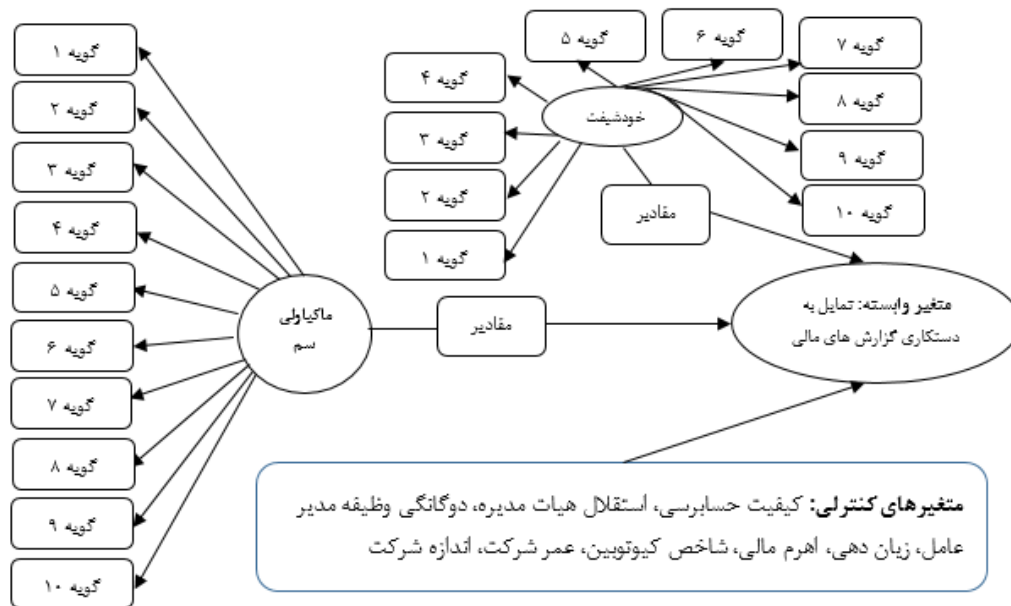 گویه ۱
گویه ۲
گویه ۳
گویه ۴
گویه ۵
گویه ۶
گویه ۷
گویه ۸
گویه ۹
گویه ۱۰
ماکیاولی
سم
مقادیر
گویه ۱
گویه ۲
گویه ۳
گویه ۴
گویه ۵
گویه ۶
گویه ۷
گویه ۸
گویه ۹
گویه ۱۰
خودشیفت
مقادیر
متغیر وابسته: تمایل به
دستکاری گزارش های مالی
متغیرهای کنترلی: کیفیت حسابرسی، استقلال هیات مدیره، دوگانگی وظیفه مدیر
عامل، زیان دهی، اهرم مالی، شاخص کیوتوبین، عمر شرکت، اندازه شرکت